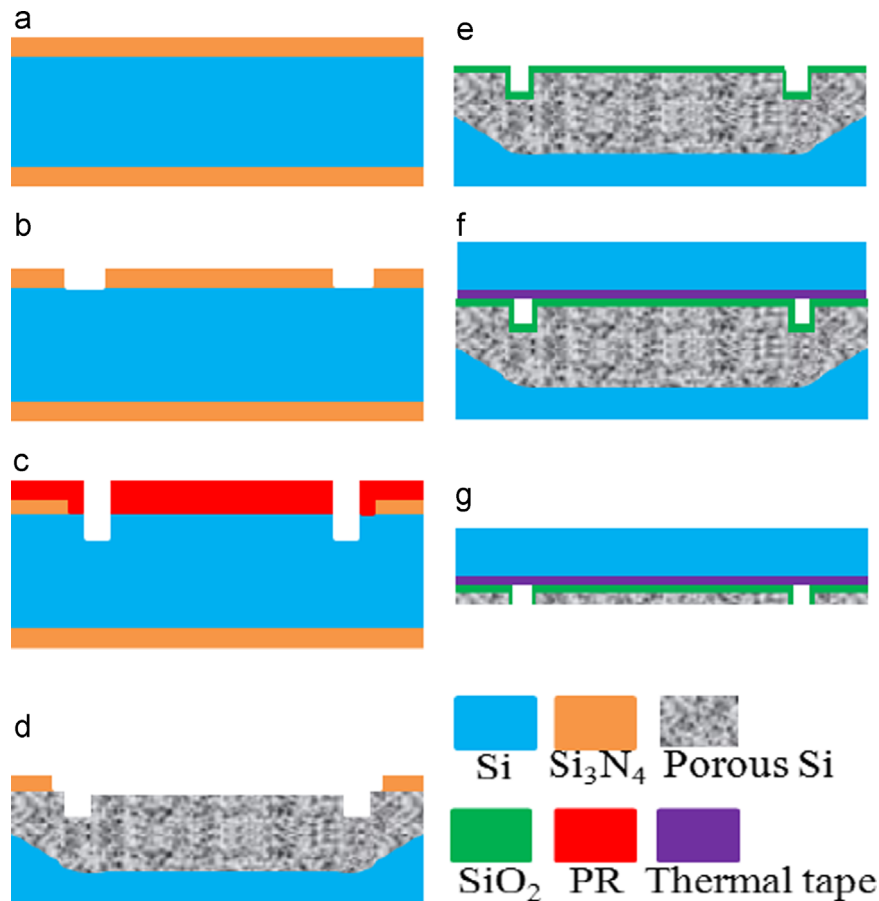 a
b
c
d
e
f
g
Si Si₃N₄ Porous Si
SiO₂ PR Thermal tape